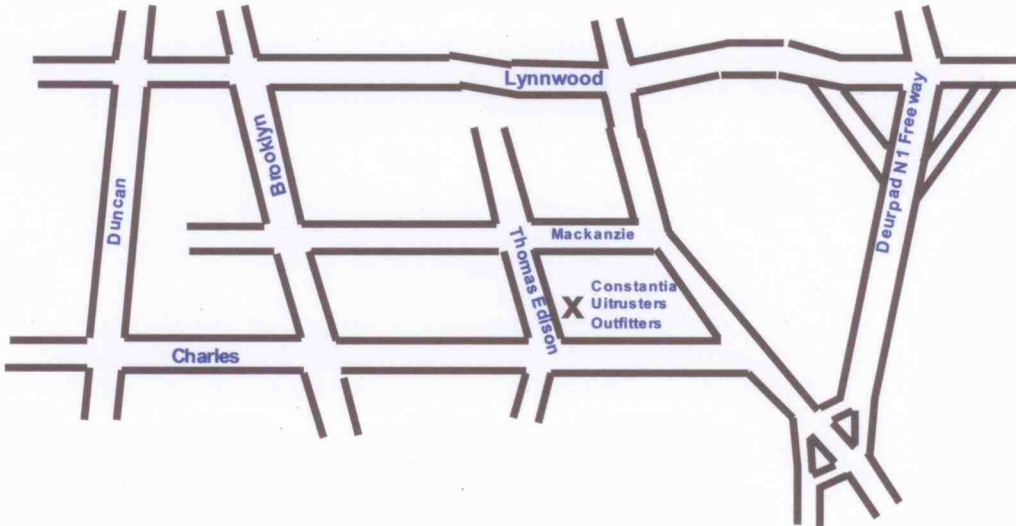 Lynnwood
Duncan
Brooklyn
Deurpad N1 Freeway
Mackanzie
Thomas Edison
X
Constantia
Uitrusters
Outfitters
Charles